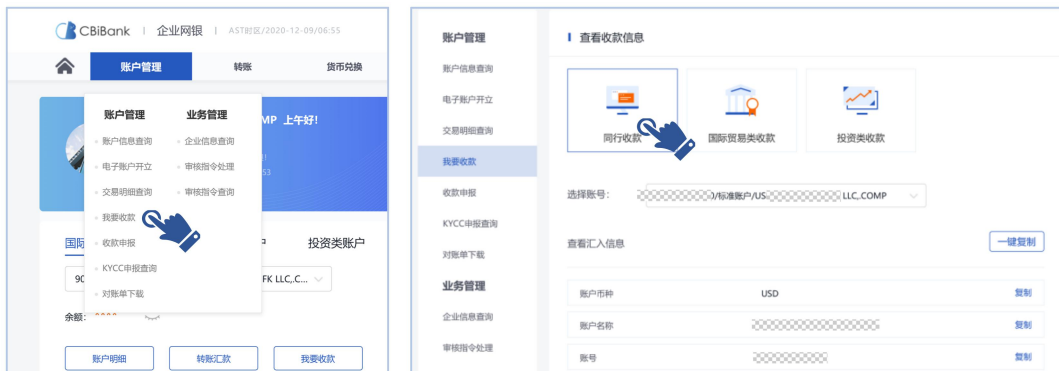 CBiBank | 企业网银 | AST时区/2020-12-09/06:55
账户管理 转账 货币兑换
账户管理 业务管理
MP 上午好!
账户信息查询 企业信息查询
电子账户开立 审核指令处理
53
交易明细查询 审核指令查询
我要收款
国际 收款申报 投资类账户
KYCC申报查询
90 FK LLC,.C...
对账单下载
余额: ****
账户明细 转账汇款 我要收款
账户管理
账户信息查询
电子账户开立
交易明细查询
我要收款
收款申报
KYCC申报查询
对账单下载
业务管理
企业信息查询
审核指令处理
查看收款信息
同行收款 国际贸易类收款 投资类收款
选择账号: 0/标准账户/US LLC,.COMP
查看汇入信息 一键复制
账户币种 USD 复制
账户名称 复制
账号 复制